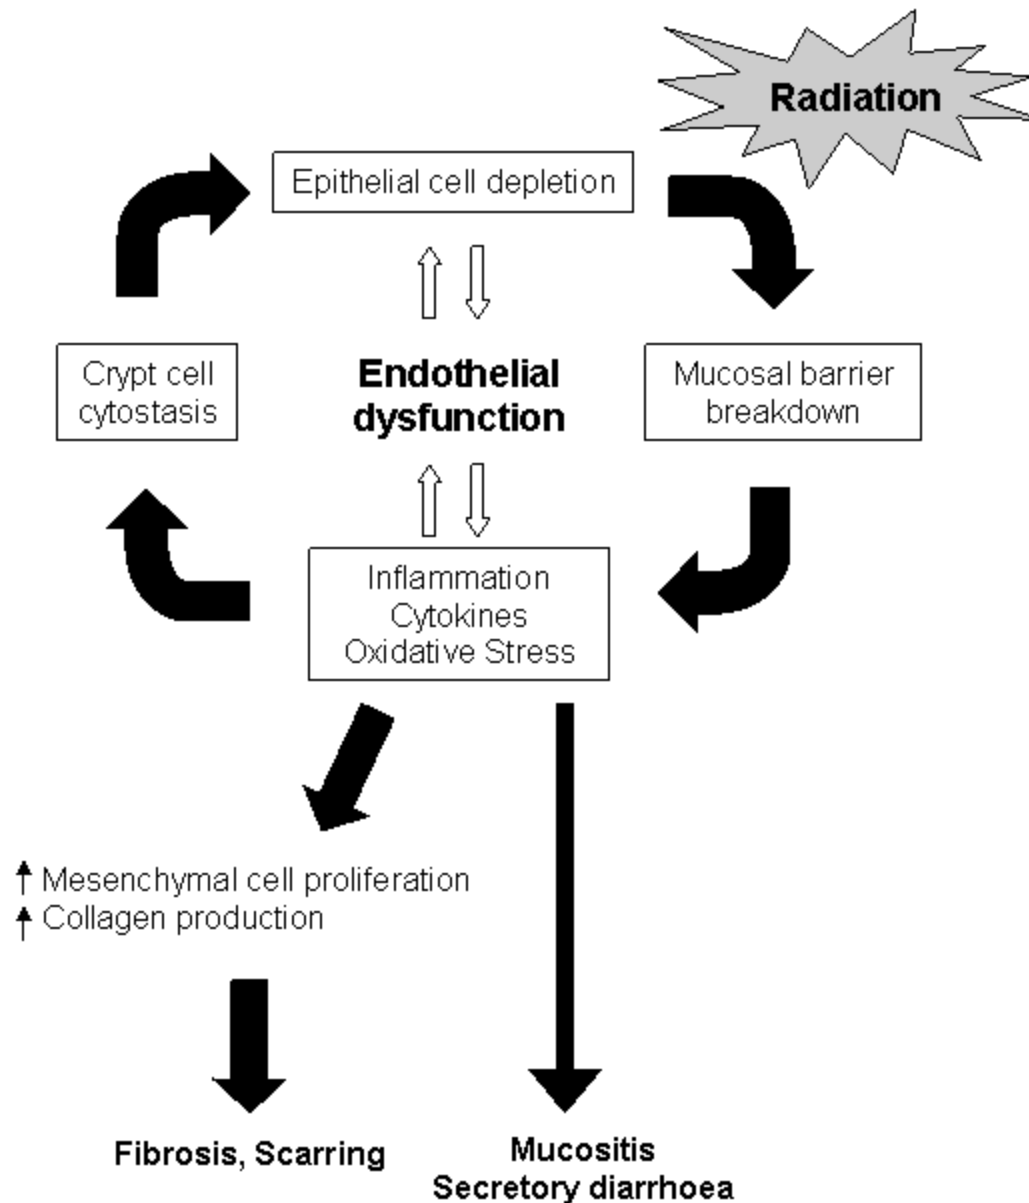 Radiation
Epithelial cell depletion
Crypt cell
cytostasis
Endothelial
dysfunction
Mucosal barrier
breakdown
Inflammation
Cytokines
Oxidative Stress
Mesenchymal cell proliferation
Collagen production
Fibrosis, Scarring
Mucositis
Secretory diarrhoea